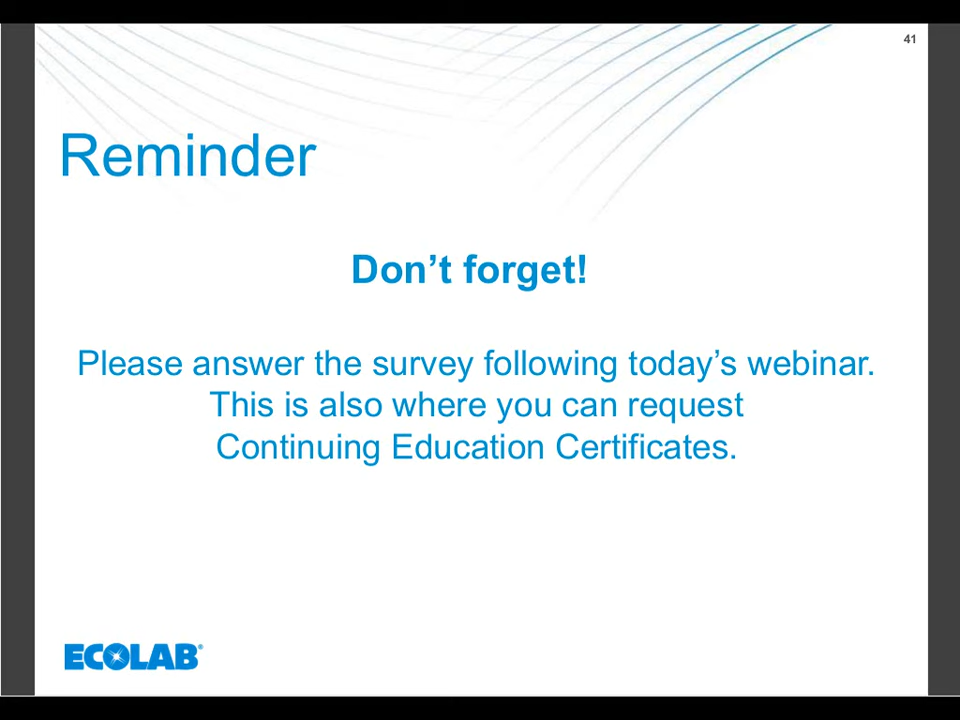 41
Reminder
Don’t forget!
Please answer the survey following today’s webinar.
This is also where you can request
Continuing Education Certificates.
ECOLAB®